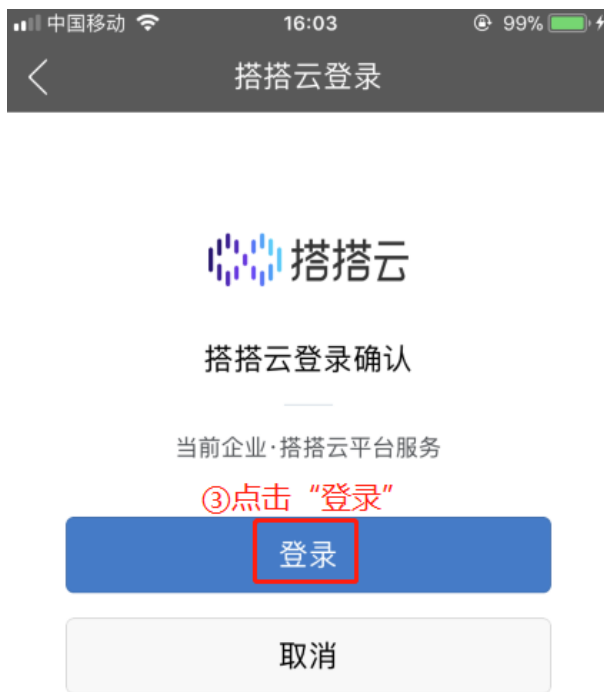 中国移动 16:03 99%
搭搭云登录
搭搭云
搭搭云登录确认
当前企业·搭搭云平台服务
③点击“登录”
登录
取消